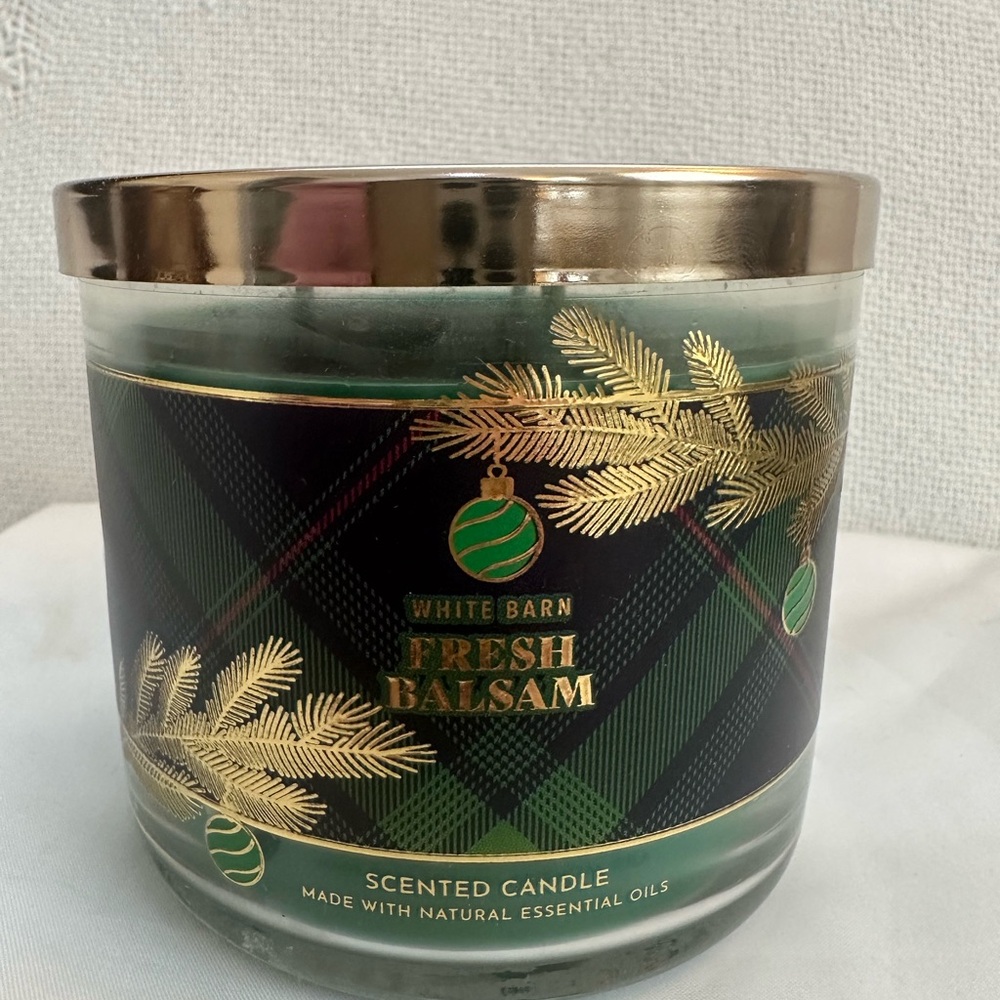 WHITE BARN
FRESH
BALSAM
SCENTED CANDLE
MADE WITH NATURAL ESSENTIAL OILS